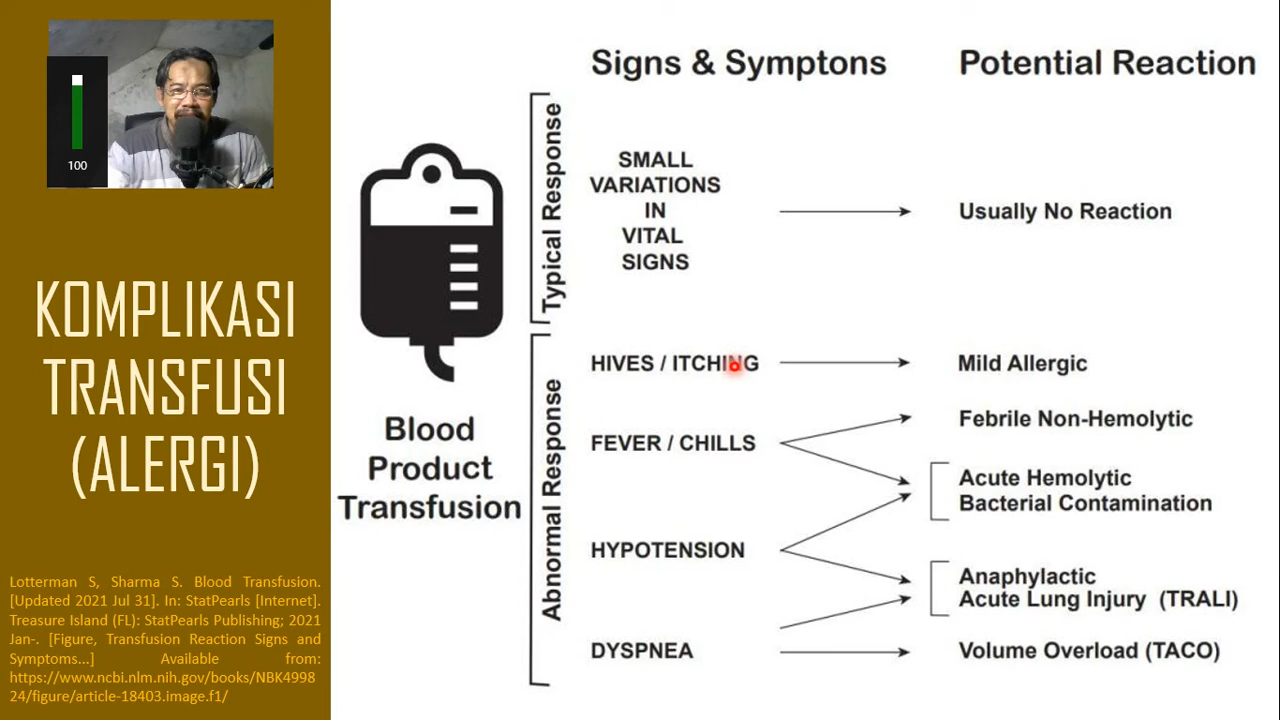 100
KOMPLIKASI
TRANSFUSI
(ALERGI)
Lotterman S, Sharma S. Blood Transfusion.
[Updated 2021 Jul 31]. In: StatPearls [Internet].
Treasure Island (FL): StatPearls Publishing; 2021
Jan-. [Figure, Transfusion Reaction Signs and
Symptoms...] Available from:
https://www.ncbi.nlm.nih.gov/books/NBK4998
24/figure/article-18403.image.f1/
Blood
Product
Transfusion
Signs & Symptons
Potential Reaction
Typical Response
SMALL
VARIATIONS
IN
VITAL
SIGNS
Usually No Reaction
Abnormal Response
HIVES / ITCHING
Mild Allergic
FEVER / CHILLS
Febrile Non-Hemolytic
Acute Hemolytic
Bacterial Contamination
HYPOTENSION
Anaphylactic
Acute Lung Injury (TRALI)
DYSPNEA
Volume Overload (TACO)